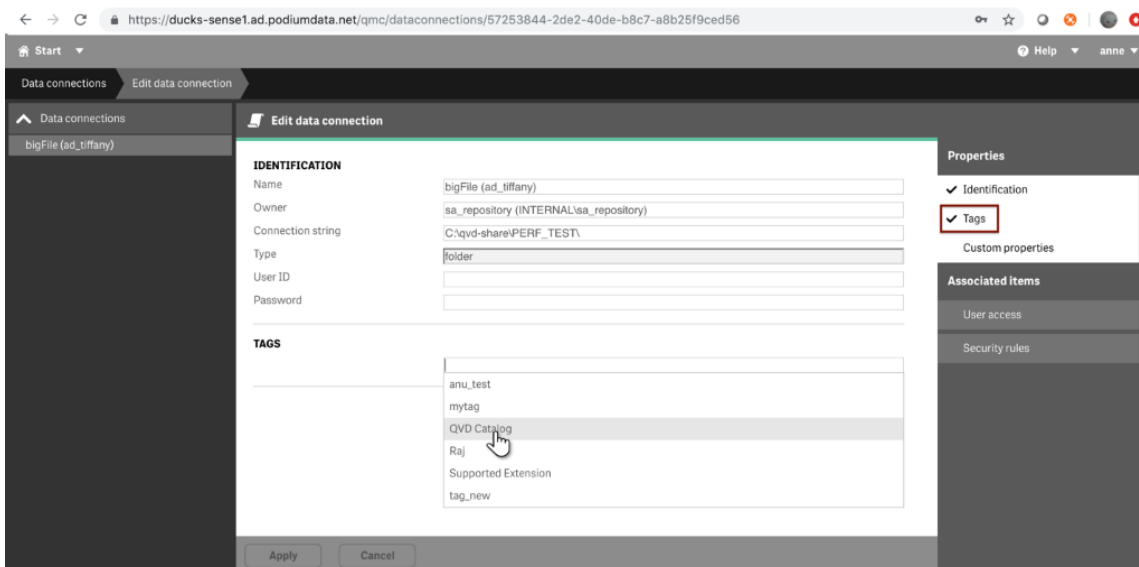 https://ducks-sense1.ad.podiumdata.net/qmc/dataconnections/57253844-2de2-40de-b8c7-a8b25f9ced56
Start
Help
anne
Data connections
Edit data connection
Data connections
bigFile (ad_tiffany)
Edit data connection
IDENTIFICATION
Name
bigFile (ad_tiffany)
Owner
sa_repository (INTERNAL\sa_repository)
Connection string
C:\qvd-share\PERF_TEST\
Type
folder
User ID
Password
TAGS
anu_test
mytag
QVD Catalog
Raj
Supported Extension
tag_new
Apply
Cancel
Properties
Identification
Tags
Custom properties
Associated items
User access
Security rules